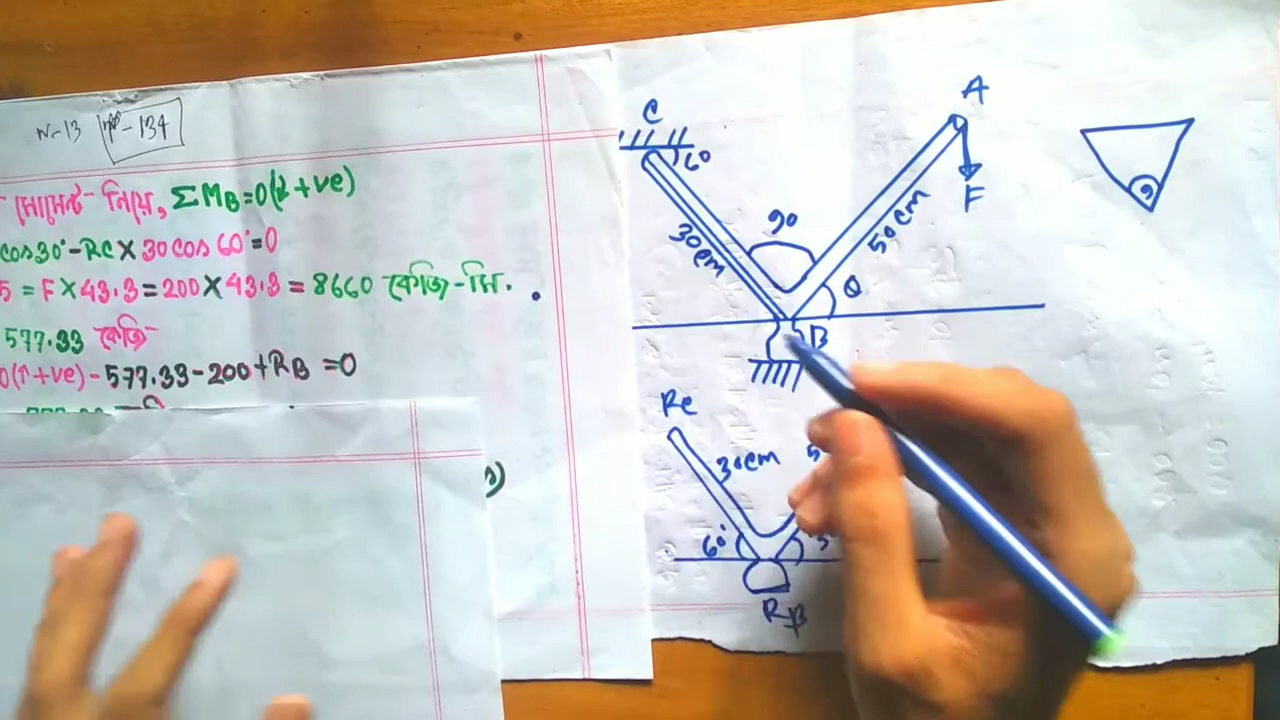 N-13
-134
মোমেন্ট নিয়ে, ΣMB=0(↻+ve)
cos30°-Rc×30cos60°=0
5 = F×43.3=200×43.3 = 8660 কেজি-সেমি.
577.33 কেজি
0(↑+ve)-577.33-200+RB =0
C
60
A
F
90
30cm
50cm
θ
B
θ
Rc
30cm
5
60°
RB